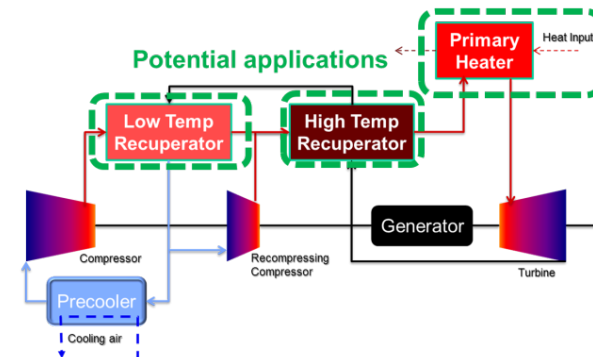 Potential applications
Primary
Heater
Heat Input
Low Temp
Recuperator
High Temp
Recuperator
Generator
Compressor
Recompressing
Compressor
Turbine
Precooler
Cooling air